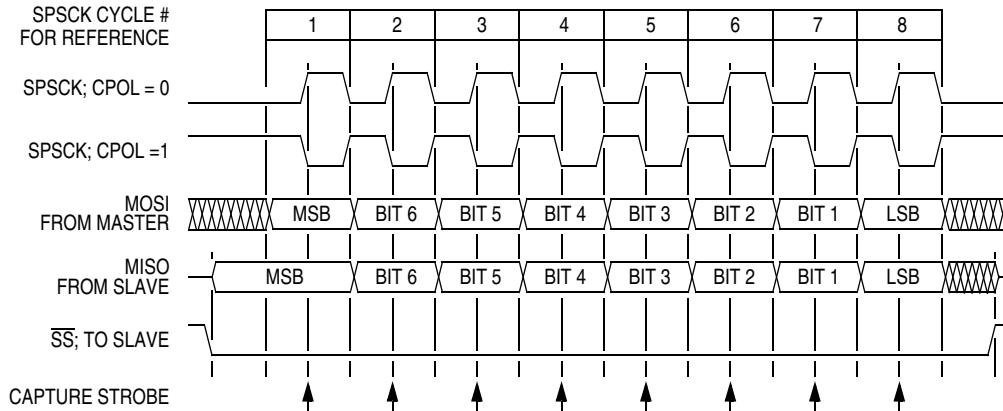 SPSCK CYCLE #
FOR REFERENCE
1 2 3 4 5 6 7 8
SPSCK; CPOL = 0
SPSCK; CPOL =1
MOSI
FROM MASTER
MSB BIT 6 BIT 5 BIT 4 BIT 3 BIT 2 BIT 1 LSB
MISO
FROM SLAVE
MSB BIT 6 BIT 5 BIT 4 BIT 3 BIT 2 BIT 1 LSB
SS; TO SLAVE
CAPTURE STROBE